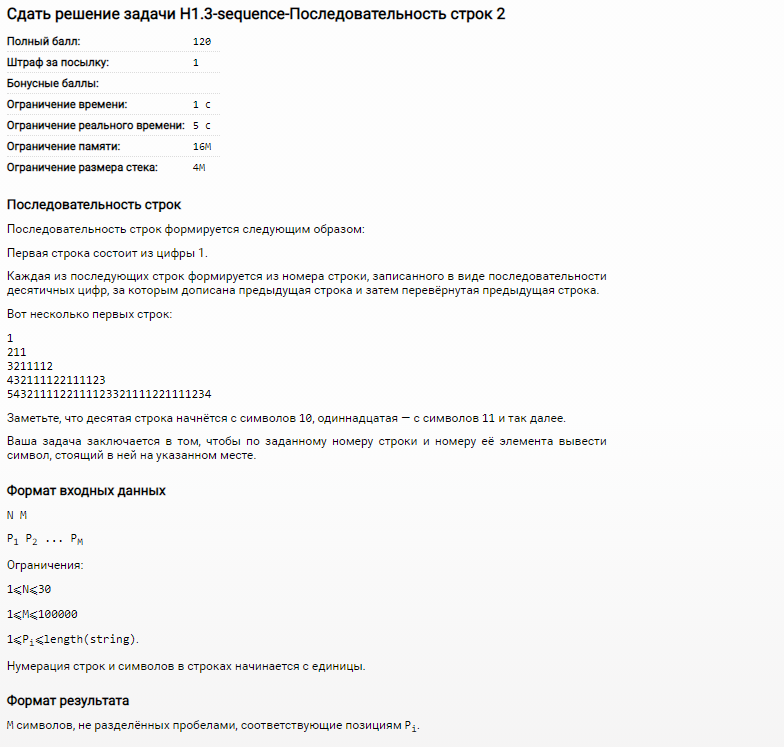 Сдать решение задачи H1.3-sequence-Последовательность строк 2
Полный балл: 120
Штраф за посылку: 1
Бонусные баллы:
Ограничение времени: 1 с
Ограничение реального времени: 5 с
Ограничение памяти: 16M
Ограничение размера стека: 4M
Последовательность строк
Последовательность строк формируется следующим образом:
Первая строка состоит из цифры 1.
Каждая из последующих строк формируется из номера строки, записанного в виде последовательности
десятичных цифр, за которым дописана предыдущая строка и затем перевёрнутая предыдущая строка.
Вот несколько первых строк:
1
211
3211112
432111122111123
5432111122111123321111221111234
Заметьте, что десятая строка начнётся с символов 10, одиннадцатая — с символов 11 и так далее.
Ваша задача заключается в том, чтобы по заданному номеру строки и номеру её элемента вывести
символ, стоящий в ней на указанном месте.
Формат входных данных
N M
P1 P2 ... PM
Ограничения:
1⩽N⩽30
1⩽M⩽100000
1⩽Pi⩽length(string).
Нумерация строк и символов в строках начинается с единицы.
Формат результата
M символов, не разделённых пробелами, соответствующие позициям Pi.